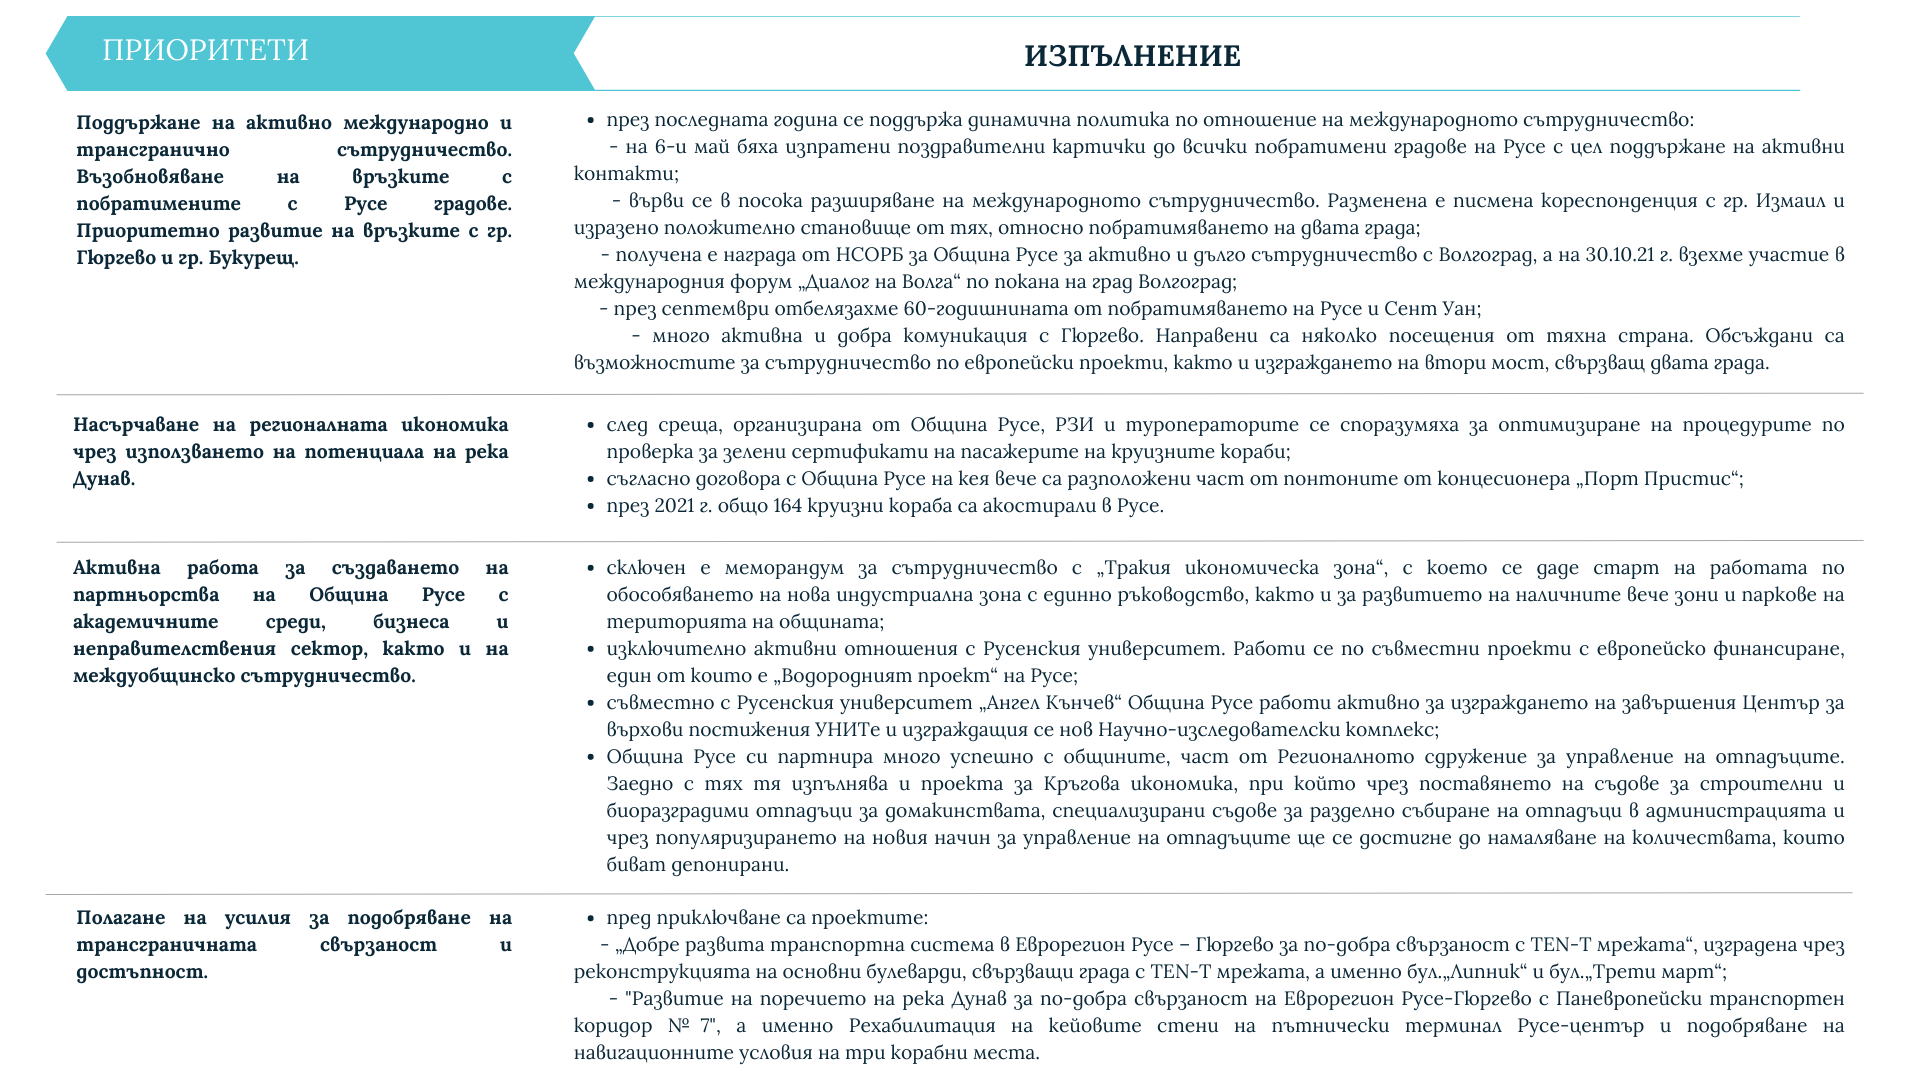 ПРИОРИТЕТИ
ИЗПЪЛНЕНИЕ
Поддържане на активно международно и
трансгранично сътрудничество.
Възобновяване на връзките с
побратимените с Русе градове.
Приоритетно развитие на връзките с гр.
Гюргево и гр. Букурещ.
• през последната година се поддържа динамична политика по отношение на международното сътрудничество:
- на 6-и май бяха изпратени поздравителни картички до всички побратимени градове на Русе с цел поддържане на активни
контакти;
- върви се в посока разширяване на международното сътрудничество. Разменена е писмена кореспонденция с гр. Измаил и
изразено положително становище от тях, относно побратимяването на двата града;
- получена е награда от НСОРБ за Община Русе за активно и дълго сътрудничество с Волгоград, а на 30.10.21 г. взехме участие в
международния форум „Диалог на Волга“ по покана на град Волгоград;
- през септември отбелязахме 60-годишнината от побратимяването на Русе и Сент Уан;
- много активна и добра комуникация с Гюргево. Направени са няколко посещения от тяхна страна. Обсъждани са
възможностите за сътрудничество по европейски проекти, както и изграждането на втори мост, свързващ двата града.
Насърчаване на регионалната икономика
чрез използването на потенциала на река
Дунав.
• след среща, организирана от Община Русе, РЗИ и туроператорите се споразумяха за оптимизиране на процедурите по
проверка за зелени сертификати на пасажерите на круизните кораби;
• съгласно договора с Община Русе на кея вече са разположени част от понтоните от концесионера „Порт Пристис“;
• през 2021 г. общо 164 круизни кораба са акостирали в Русе.
Активна работа за създаването на
партньорства на Община Русе с
академичните среди, бизнеса и
неправителствения сектор, както и на
междуобщинско сътрудничество.
• сключен е меморандум за сътрудничество с „Тракия икономическа зона“, с което се даде старт на работата по
обособяването на нова индустриална зона с единно ръководство, както и за развитието на наличните вече зони и паркове на
територията на общината;
• изключително активни отношения с Русенския университет. Работи се по съвместни проекти с европейско финансиране,
един от които е „Водородният проект“ на Русе;
• съвместно с Русенския университет „Ангел Кънчев“ Община Русе работи активно за изграждането на завършения Център за
върхови постижения УНИТе и изграждащия се нов Научно-изследователски комплекс;
• Община Русе си партнира много успешно с общините, част от Регионалното сдружение за управление на отпадъците.
Заедно с тях тя изпълнява и проекта за Кръгова икономика, при който чрез поставянето на съдове за строителни и
биоразградими отпадъци за домакинствата, специализирани съдове за разделно събиране на отпадъци в администрацията и
чрез популяризирането на новия начин за управление на отпадъците ще се достигне до намаляване на количествата, които
биват депонирани.
Полагане на усилия за подобряване на
трансграничната свързаност и
достъпност.
• пред приключване са проектите:
- „Добре развита транспортна система в Еврорегион Русе – Гюргево за по-добра свързаност с TEN-T мрежата“, изградена чрез
реконструкцията на основни булеварди, свързващи града с TEN-T мрежата, а именно бул.„Липник“ и бул.„Трети март“;
- "Развитие на поречието на река Дунав за по-добра свързаност на Еврорегион Русе-Гюргево с Паневропейски транспортен
коридор № 7", а именно Рехабилитация на кейовите стени на пътнически терминал Русе-център и подобряване на
навигационните условия на три корабни места.